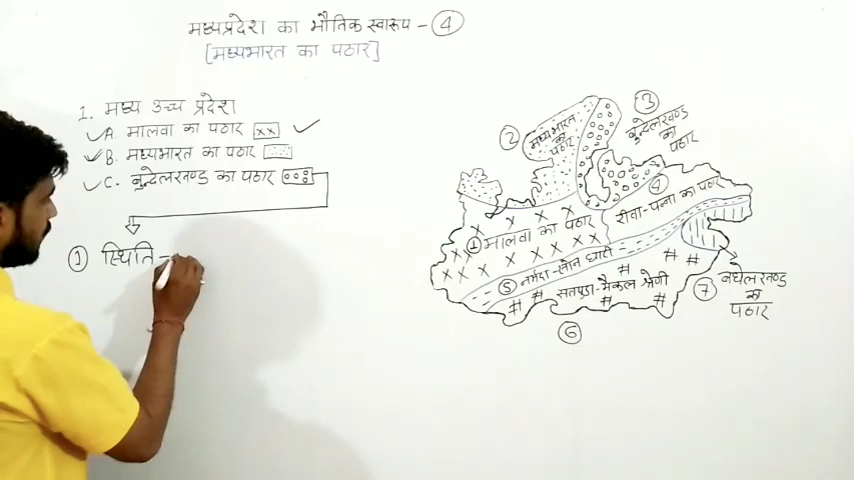 मध्यप्रदेश का भौतिक स्वारूप - ④
[मध्यभारत का पठार]
1. मध्य उच्च प्रदेश
A. मालवा का पठार
B. मध्यभारत का पठार
C. बुन्देलखण्ड का पठार
① स्थिति -
② मध्यभारत
का
पठार
③
बुन्देलखण्ड
का
पठार
④
रीवा-पन्ना का पठार
① मालवा का पठार
⑤ नर्मदा-सोन घाटी
सतपुड़ा-मैकल श्रेणी
⑥
⑦ बघेलखण्ड
का
पठार